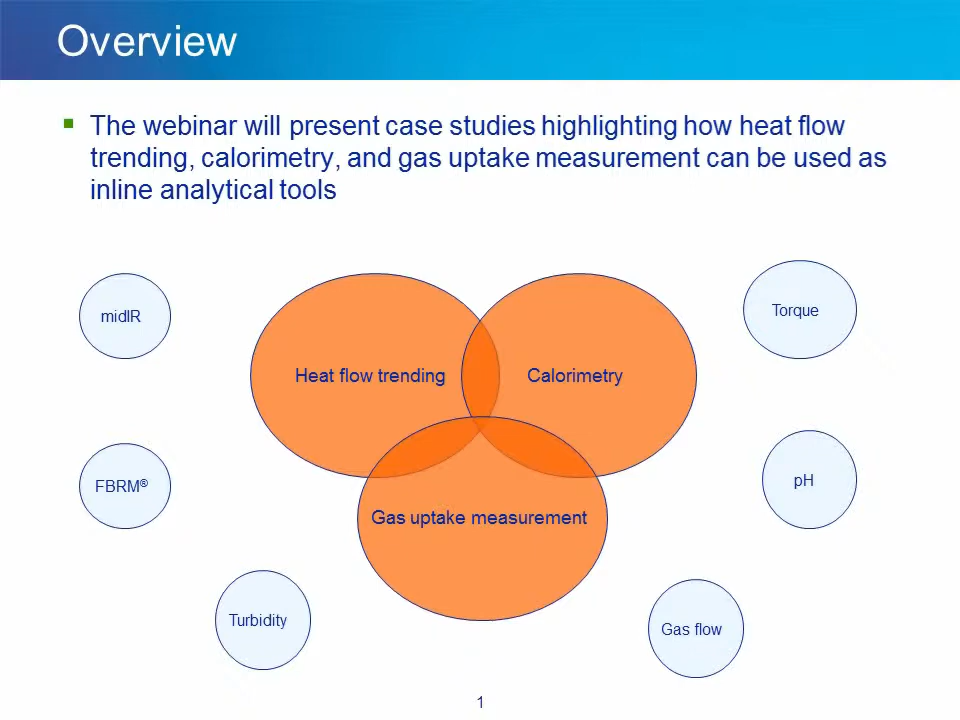 Overview
The webinar will present case studies highlighting how heat flow
trending, calorimetry, and gas uptake measurement can be used as
inline analytical tools
midIR
Torque
Heat flow trending
Calorimetry
FBRM®
pH
Gas uptake measurement
Turbidity
Gas flow
1